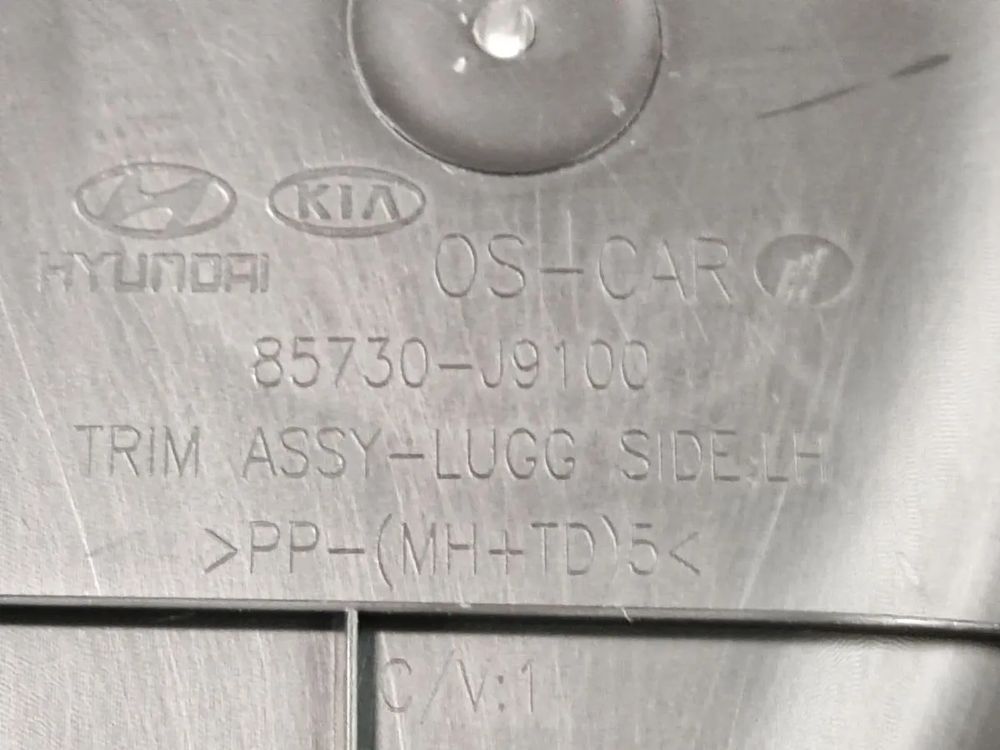 KIA
HYUNDAI OS-CAR
85730-J9100
TRIM ASSY-LUGG SIDE.LH
>PP-(MH+TD)5<
C/V:1